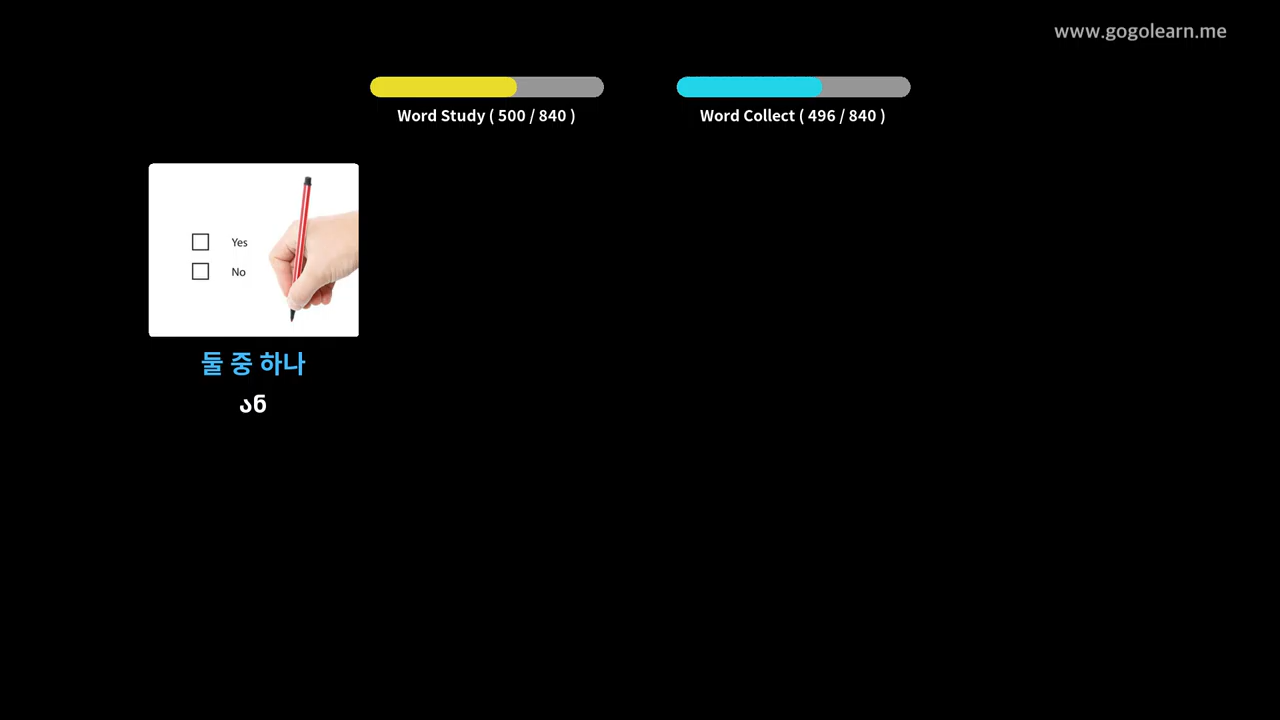 www.gogolearn.me
Word Study ( 500 / 840 )
Word Collect ( 496 / 840 )
Yes
No
둘 중 하나
ან